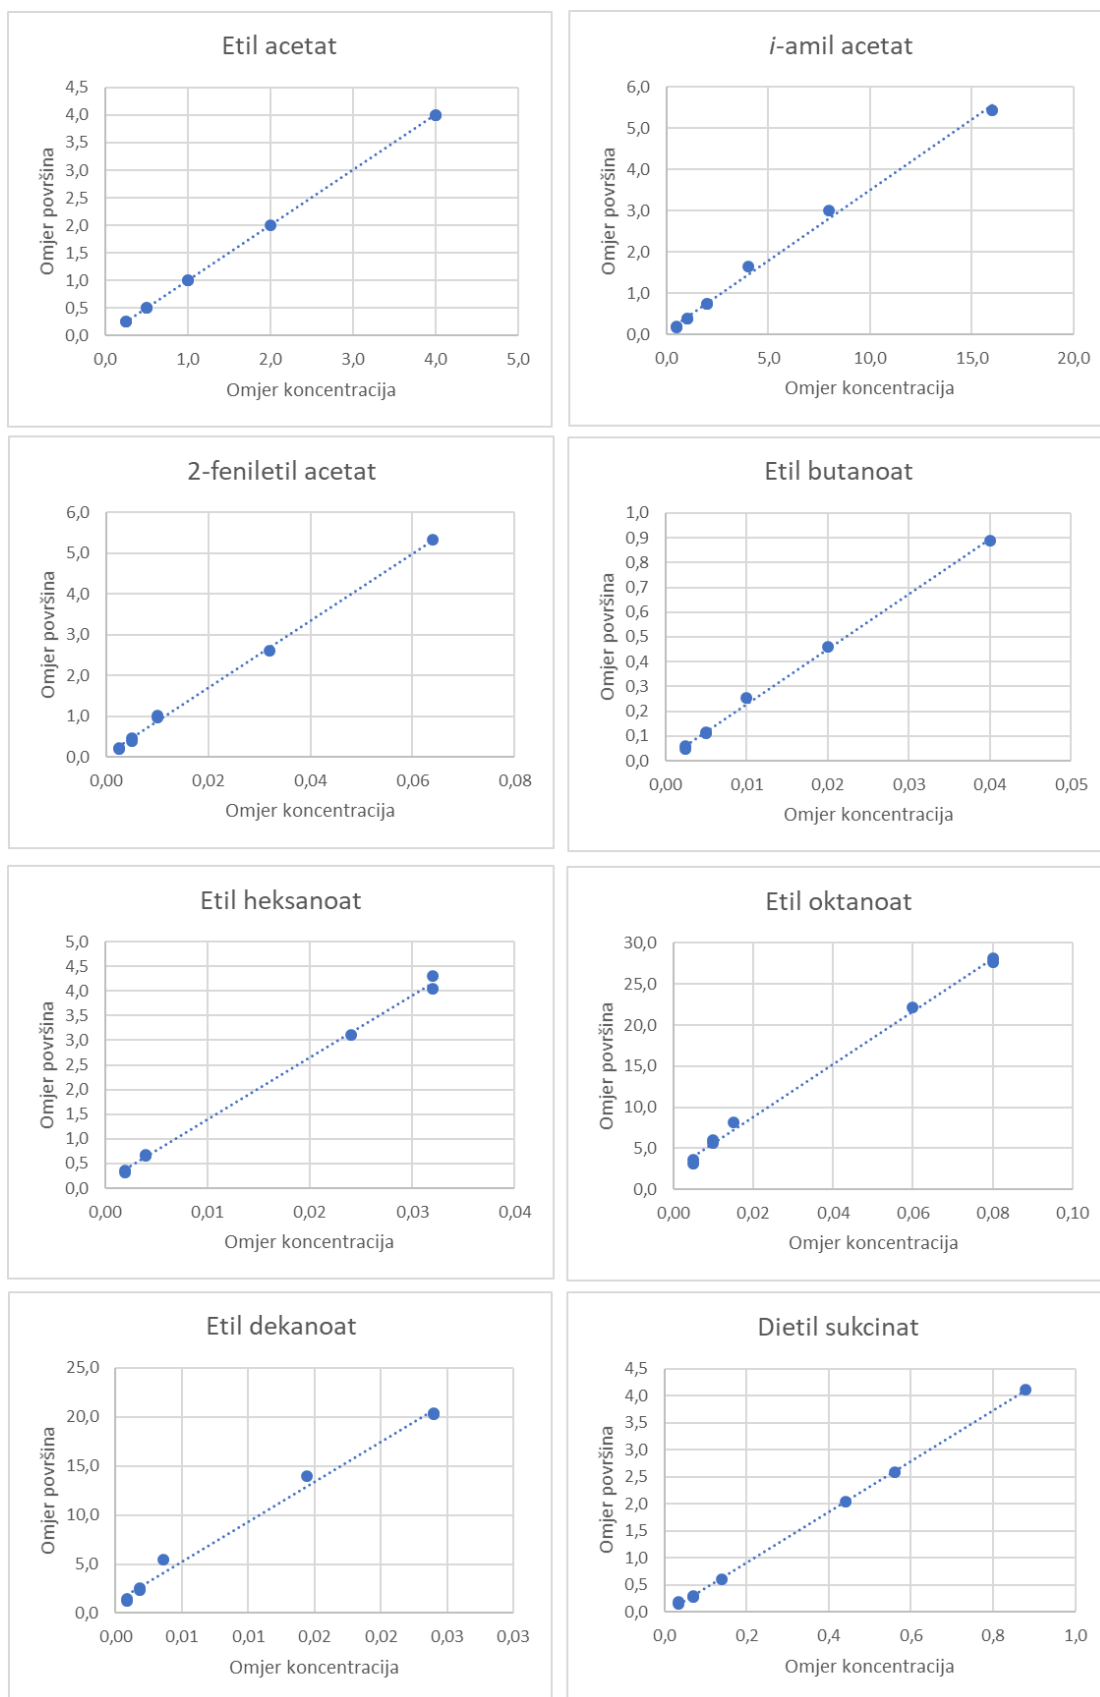 Etil acetat
4,5
4,0
3,5
3,0
2,5
2,0
1,5
1,0
0,5
0,0
Omjer površina
0,0 1,0 2,0 3,0 4,0 5,0
Omjer koncentracija
i-amil acetat
6,0
5,0
4,0
3,0
2,0
1,0
0,0
Omjer površina
0,0 5,0 10,0 15,0 20,0
Omjer koncentracija
2-feniletil acetat
6,0
5,0
4,0
3,0
2,0
1,0
0,0
Omjer površina
0,00 0,02 0,04 0,06 0,08
Omjer koncentracija
Etil butanoat
1,0
0,9
0,8
0,7
0,6
0,5
0,4
0,3
0,2
0,1
0,0
Omjer površina
0,00 0,01 0,02 0,03 0,04 0,05
Omjer koncentracija
Etil heksanoat
5,0
4,5
4,0
3,5
3,0
2,5
2,0
1,5
1,0
0,5
0,0
Omjer površina
0,00 0,01 0,02 0,03 0,04
Omjer koncentracija
Etil oktanoat
30,0
25,0
20,0
15,0
10,0
5,0
0,0
Omjer površina
0,00 0,02 0,04 0,06 0,08 0,10
Omjer koncentracija
Etil dekanoat
25,0
20,0
15,0
10,0
5,0
0,0
Omjer površina
0,00 0,01 0,01 0,02 0,02 0,03 0,03
Omjer koncentracija
Dietil sukcinat
4,5
4,0
3,5
3,0
2,5
2,0
1,5
1,0
0,5
0,0
Omjer površina
0,0 0,2 0,4 0,6 0,8 1,0
Omjer koncentracija